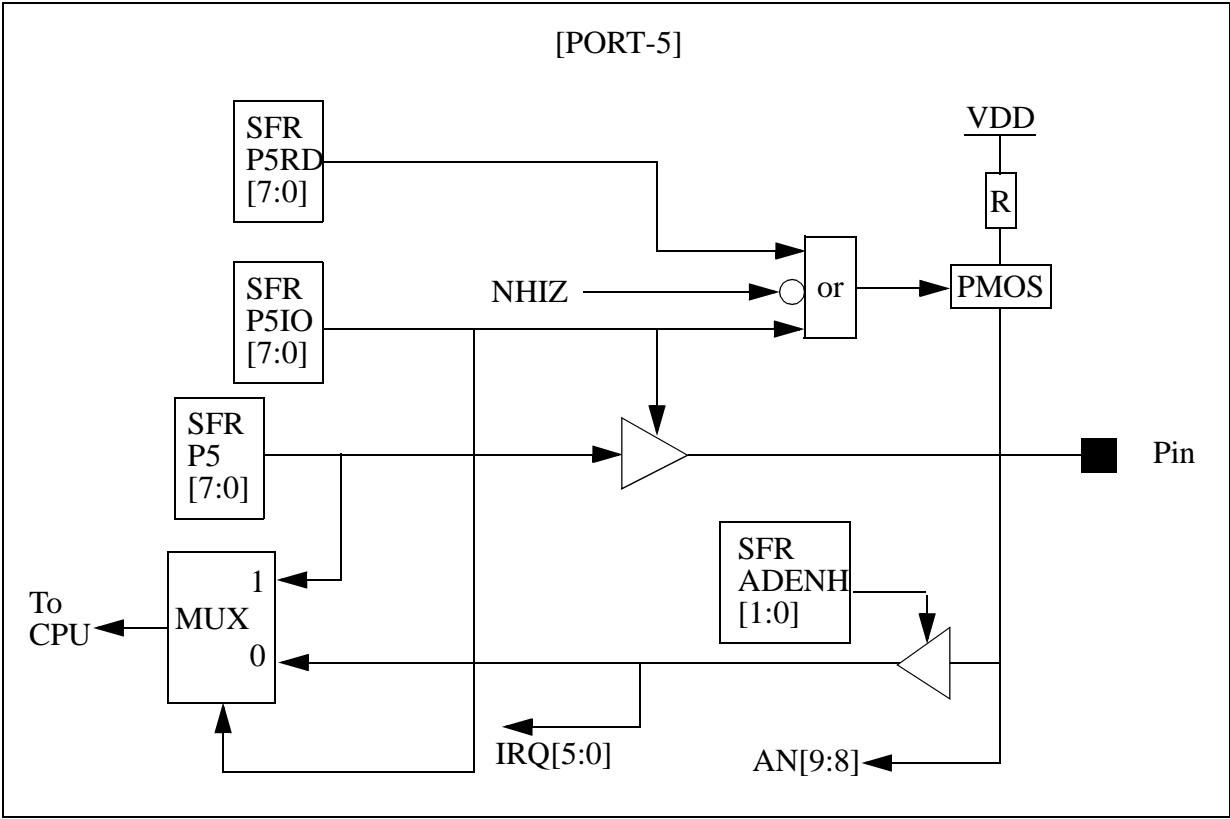 [PORT-5]
SFR
P5RD
[7:0]
VDD
R
SFR
P5IO
[7:0]
NHIZ
or
PMOS
SFR
P5
[7:0]
Pin
SFR
ADENH
[1:0]
1
MUX
0
To
CPU
IRQ[5:0]
AN[9:8]